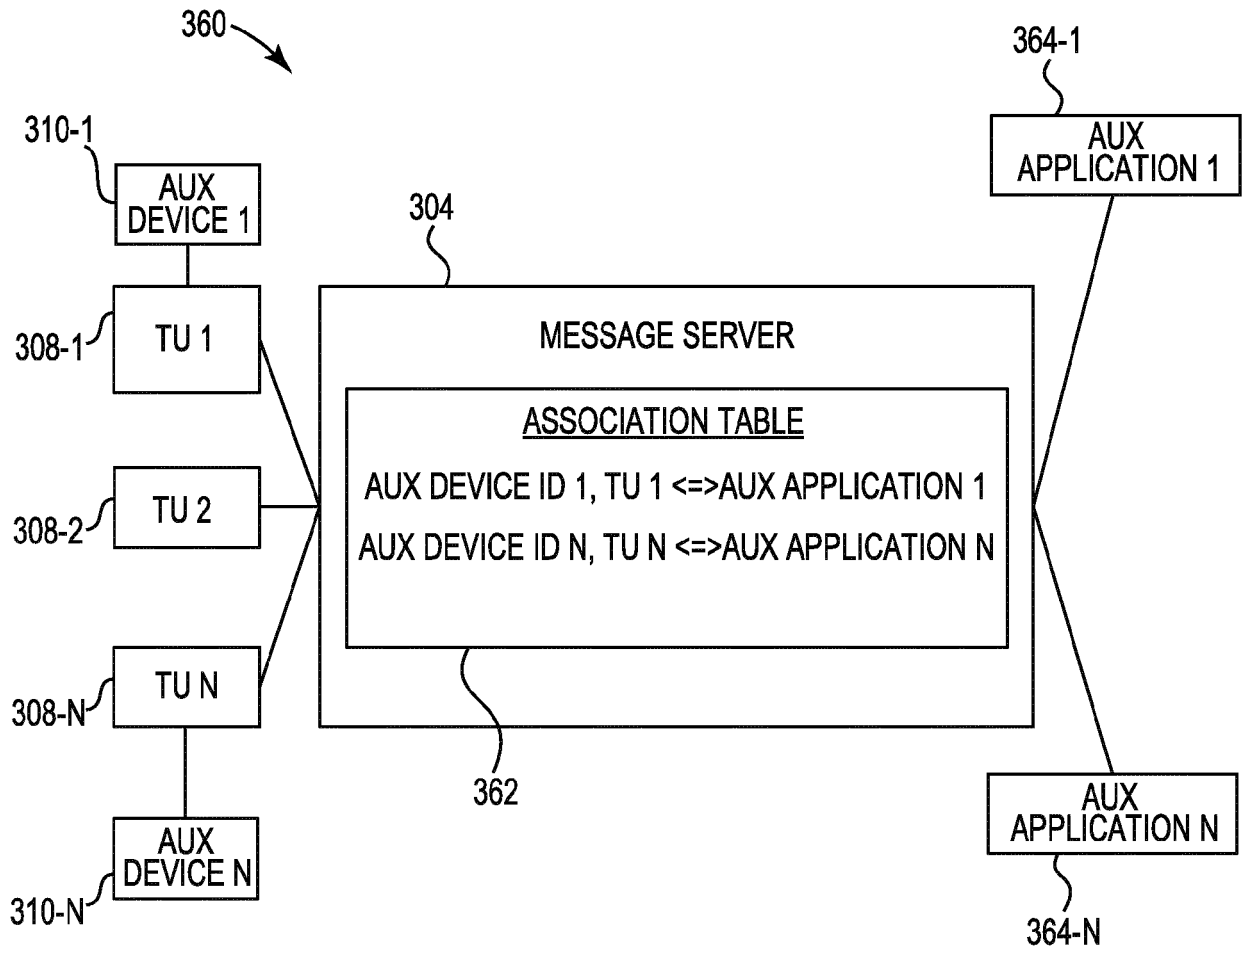 360
364-1
310-1
AUX
APPLICATION 1
AUX
DEVICE 1
304
308-1
TU 1
MESSAGE SERVER
ASSOCIATION TABLE
AUX DEVICE ID 1, TU 1 <=>AUX APPLICATION 1
308-2
TU 2
AUX DEVICE ID N, TU N <=>AUX APPLICATION N
308-N
TU N
362
AUX
APPLICATION N
AUX
DEVICE N
310-N
364-N